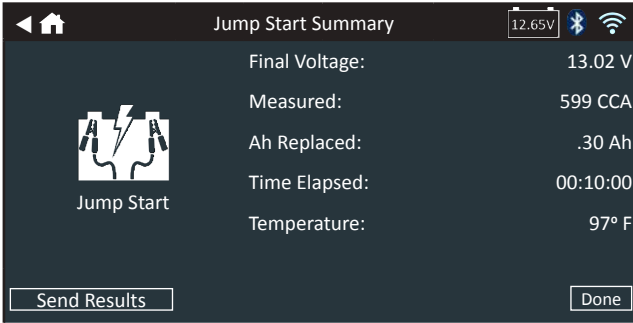 Jump Start Summary 12.65V
Final Voltage: 13.02 V
Measured: 599 CCA
Ah Replaced: .30 Ah
Time Elapsed: 00:10:00
Temperature: 97º F
Jump Start
Send Results Done